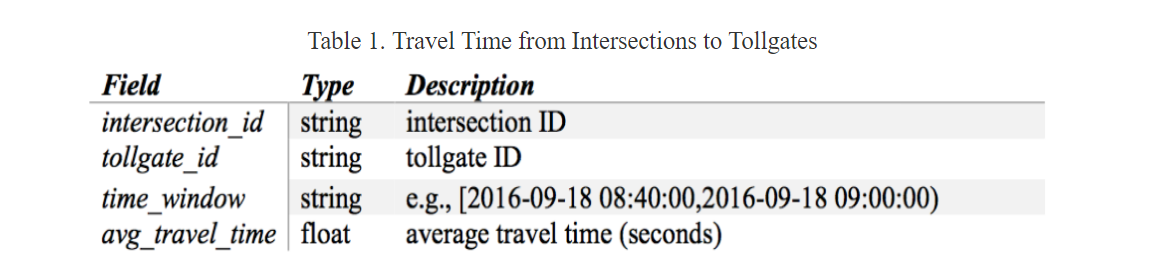 Table 1. Travel Time from Intersections to Tollgates
Field Type Description
intersection_id string intersection ID
tollgate_id string tollgate ID
time_window string e.g., [2016-09-18 08:40:00,2016-09-18 09:00:00)
avg_travel_time float average travel time (seconds)